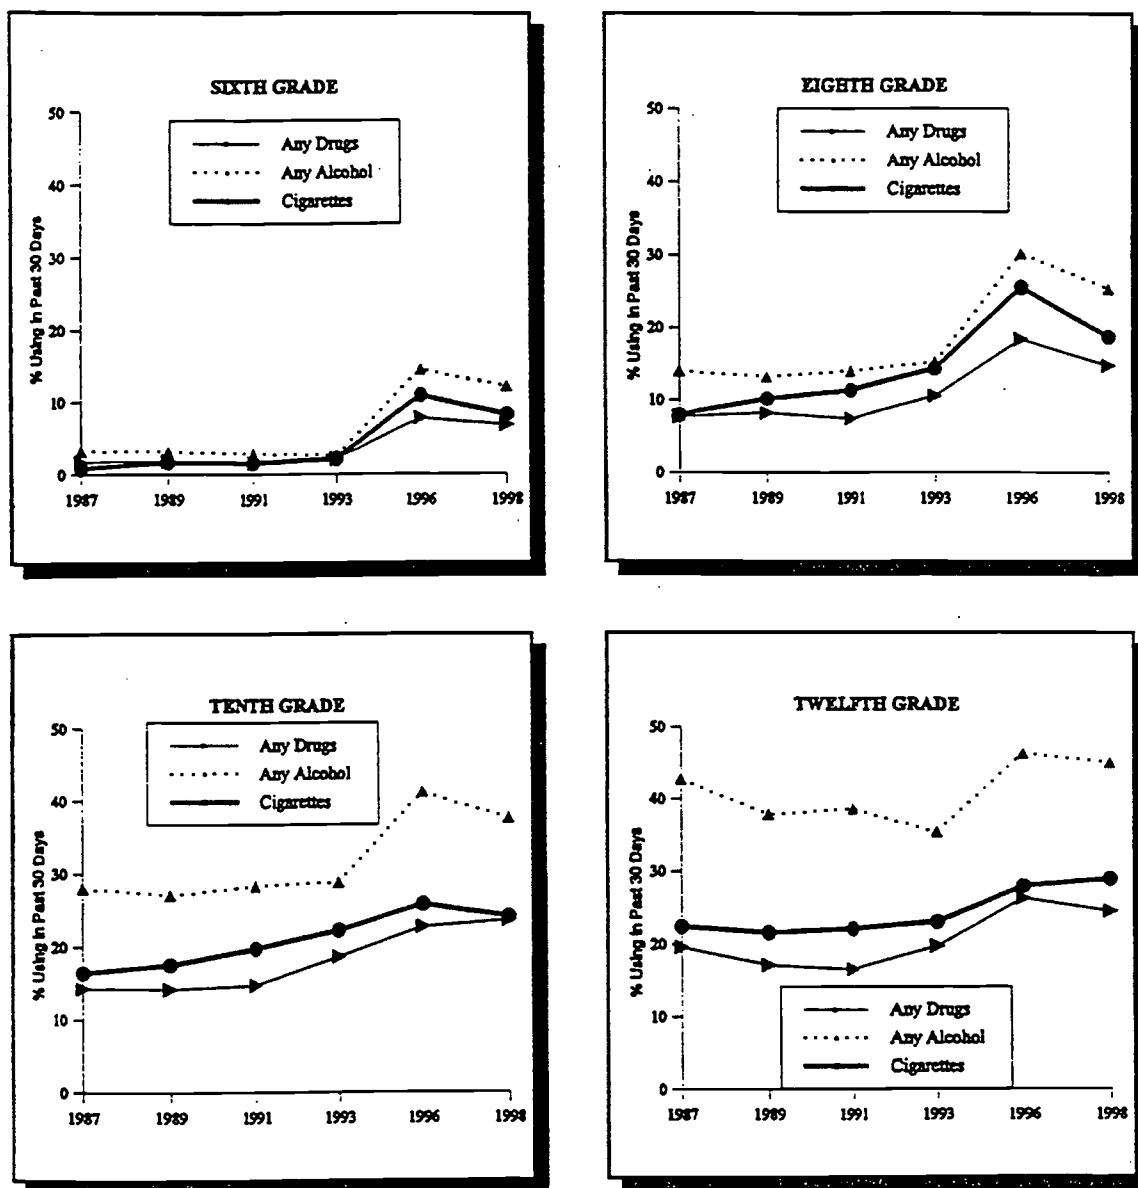 SIXTH GRADE
50
40
30
20
10
0
% Using in Past 30 Days
Any Drugs
Any Alcohol
Cigarettes
1987 1989 1991 1993 1996 1998
EIGHTH GRADE
50
40
30
20
10
0
% Using in Past 30 Days
Any Drugs
Any Alcohol
Cigarettes
1987 1989 1991 1993 1996 1998
TENTH GRADE
50
40
30
20
10
0
% Using in Past 30 Days
Any Drugs
Any Alcohol
Cigarettes
1987 1989 1991 1993 1996 1998
TWELFTH GRADE
50
40
30
20
10
0
% Using in Past 30 Days
Any Drugs
Any Alcohol
Cigarettes
1987 1989 1991 1993 1996 1998